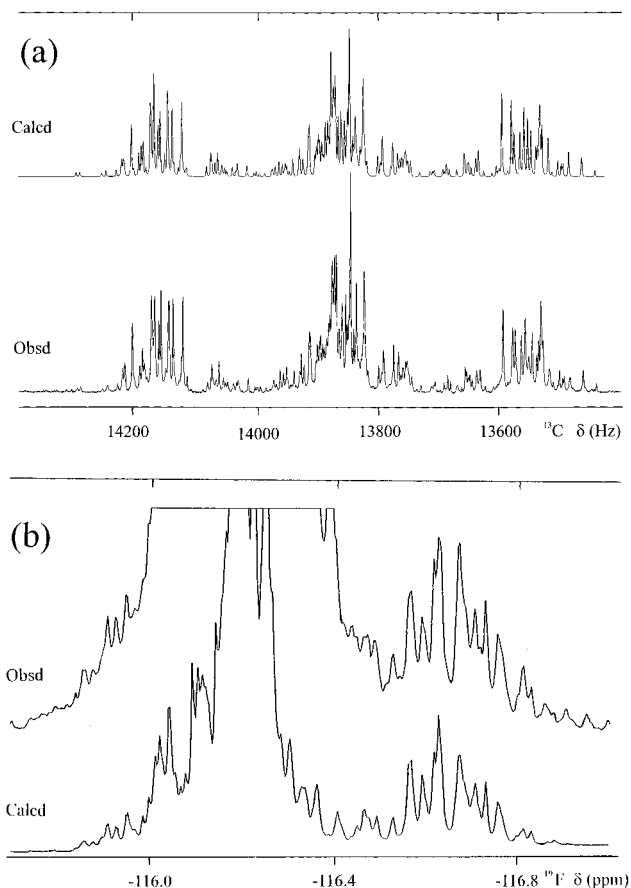 (a)
Calcd
Obsd
14200 14000 13800 13600 ¹³C δ (Hz)
(b)
Obsd
Calcd
-116.0 -116.4 -116.8 ¹⁹F δ (ppm)